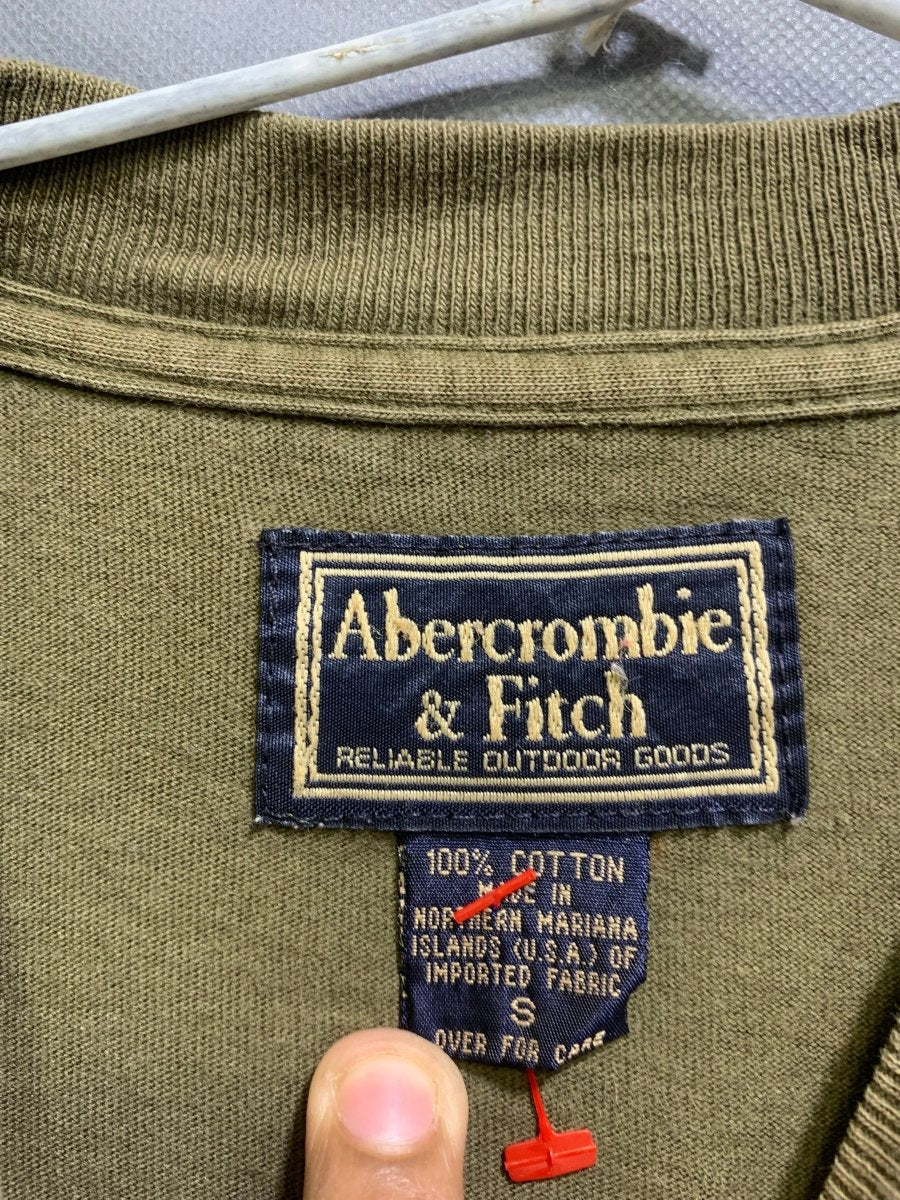 Abercrombie
& Fitch
RELIABLE OUTDOOR GOODS
100% COTTON
MADE IN
NORTHERN MARIANA
ISLANDS (U.S.A.) OF
IMPORTED FABRIC
S
OVER FOR CARE